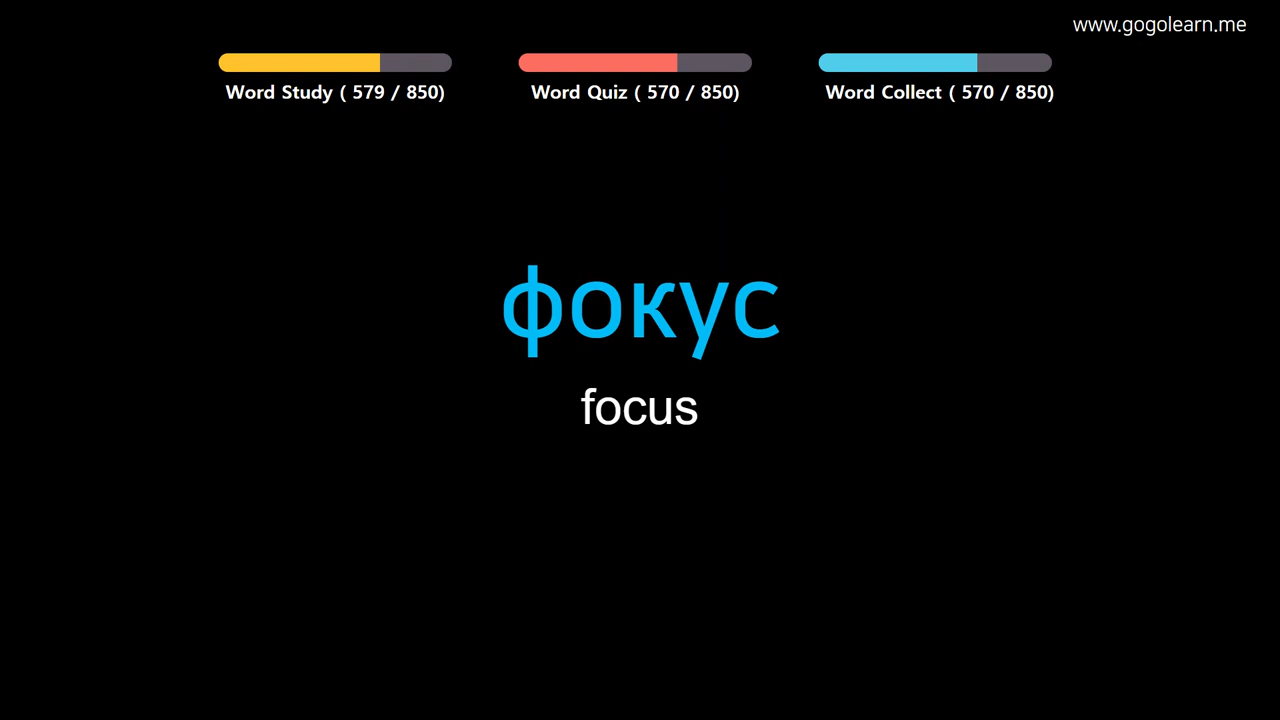 www.gogolearn.me
Word Study ( 579 / 850)
Word Quiz ( 570 / 850)
Word Collect ( 570 / 850)
фокус
focus